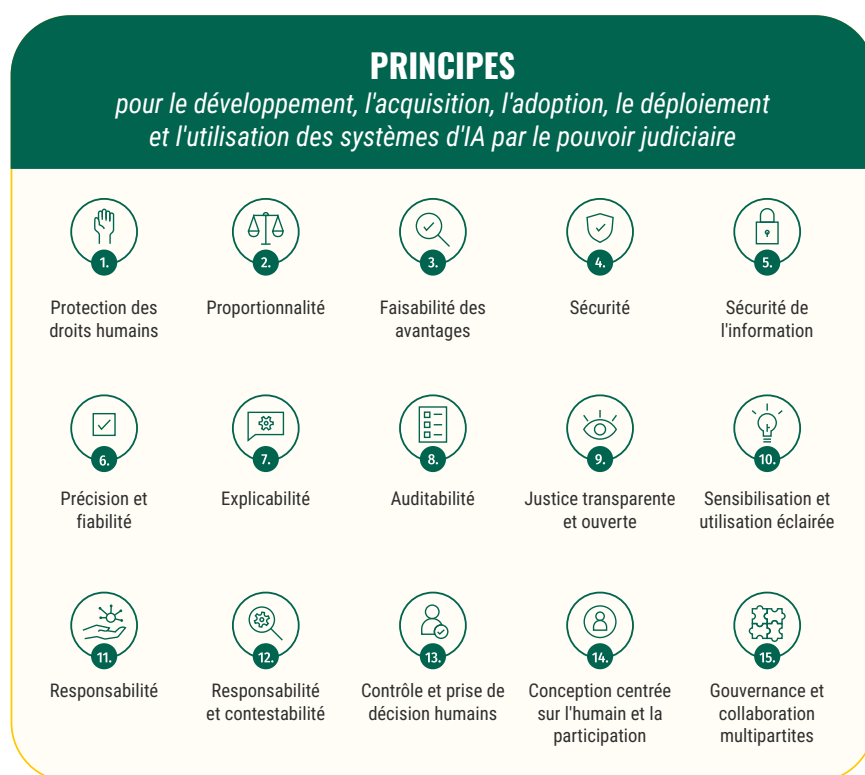 PRINCIPES
pour le développement, l'acquisition, l'adoption, le déploiement
et l'utilisation des systèmes d'IA par le pouvoir judiciaire
1.
Protection des
droits humains
2.
Proportionnalité
3.
Faisabilité des
avantages
4.
Sécurité
5.
Sécurité de
l'information
6.
Précision et
fiabilité
7.
Explicabilité
8.
Auditabilité
9.
Justice transparente
et ouverte
10.
Sensibilisation et
utilisation éclairée
11.
Responsabilité
12.
Responsabilité
et contestabilité
13.
Contrôle et prise de
décision humains
14.
Conception centrée
sur l'humain et la
participation
15.
Gouvernance et
collaboration
multipartites